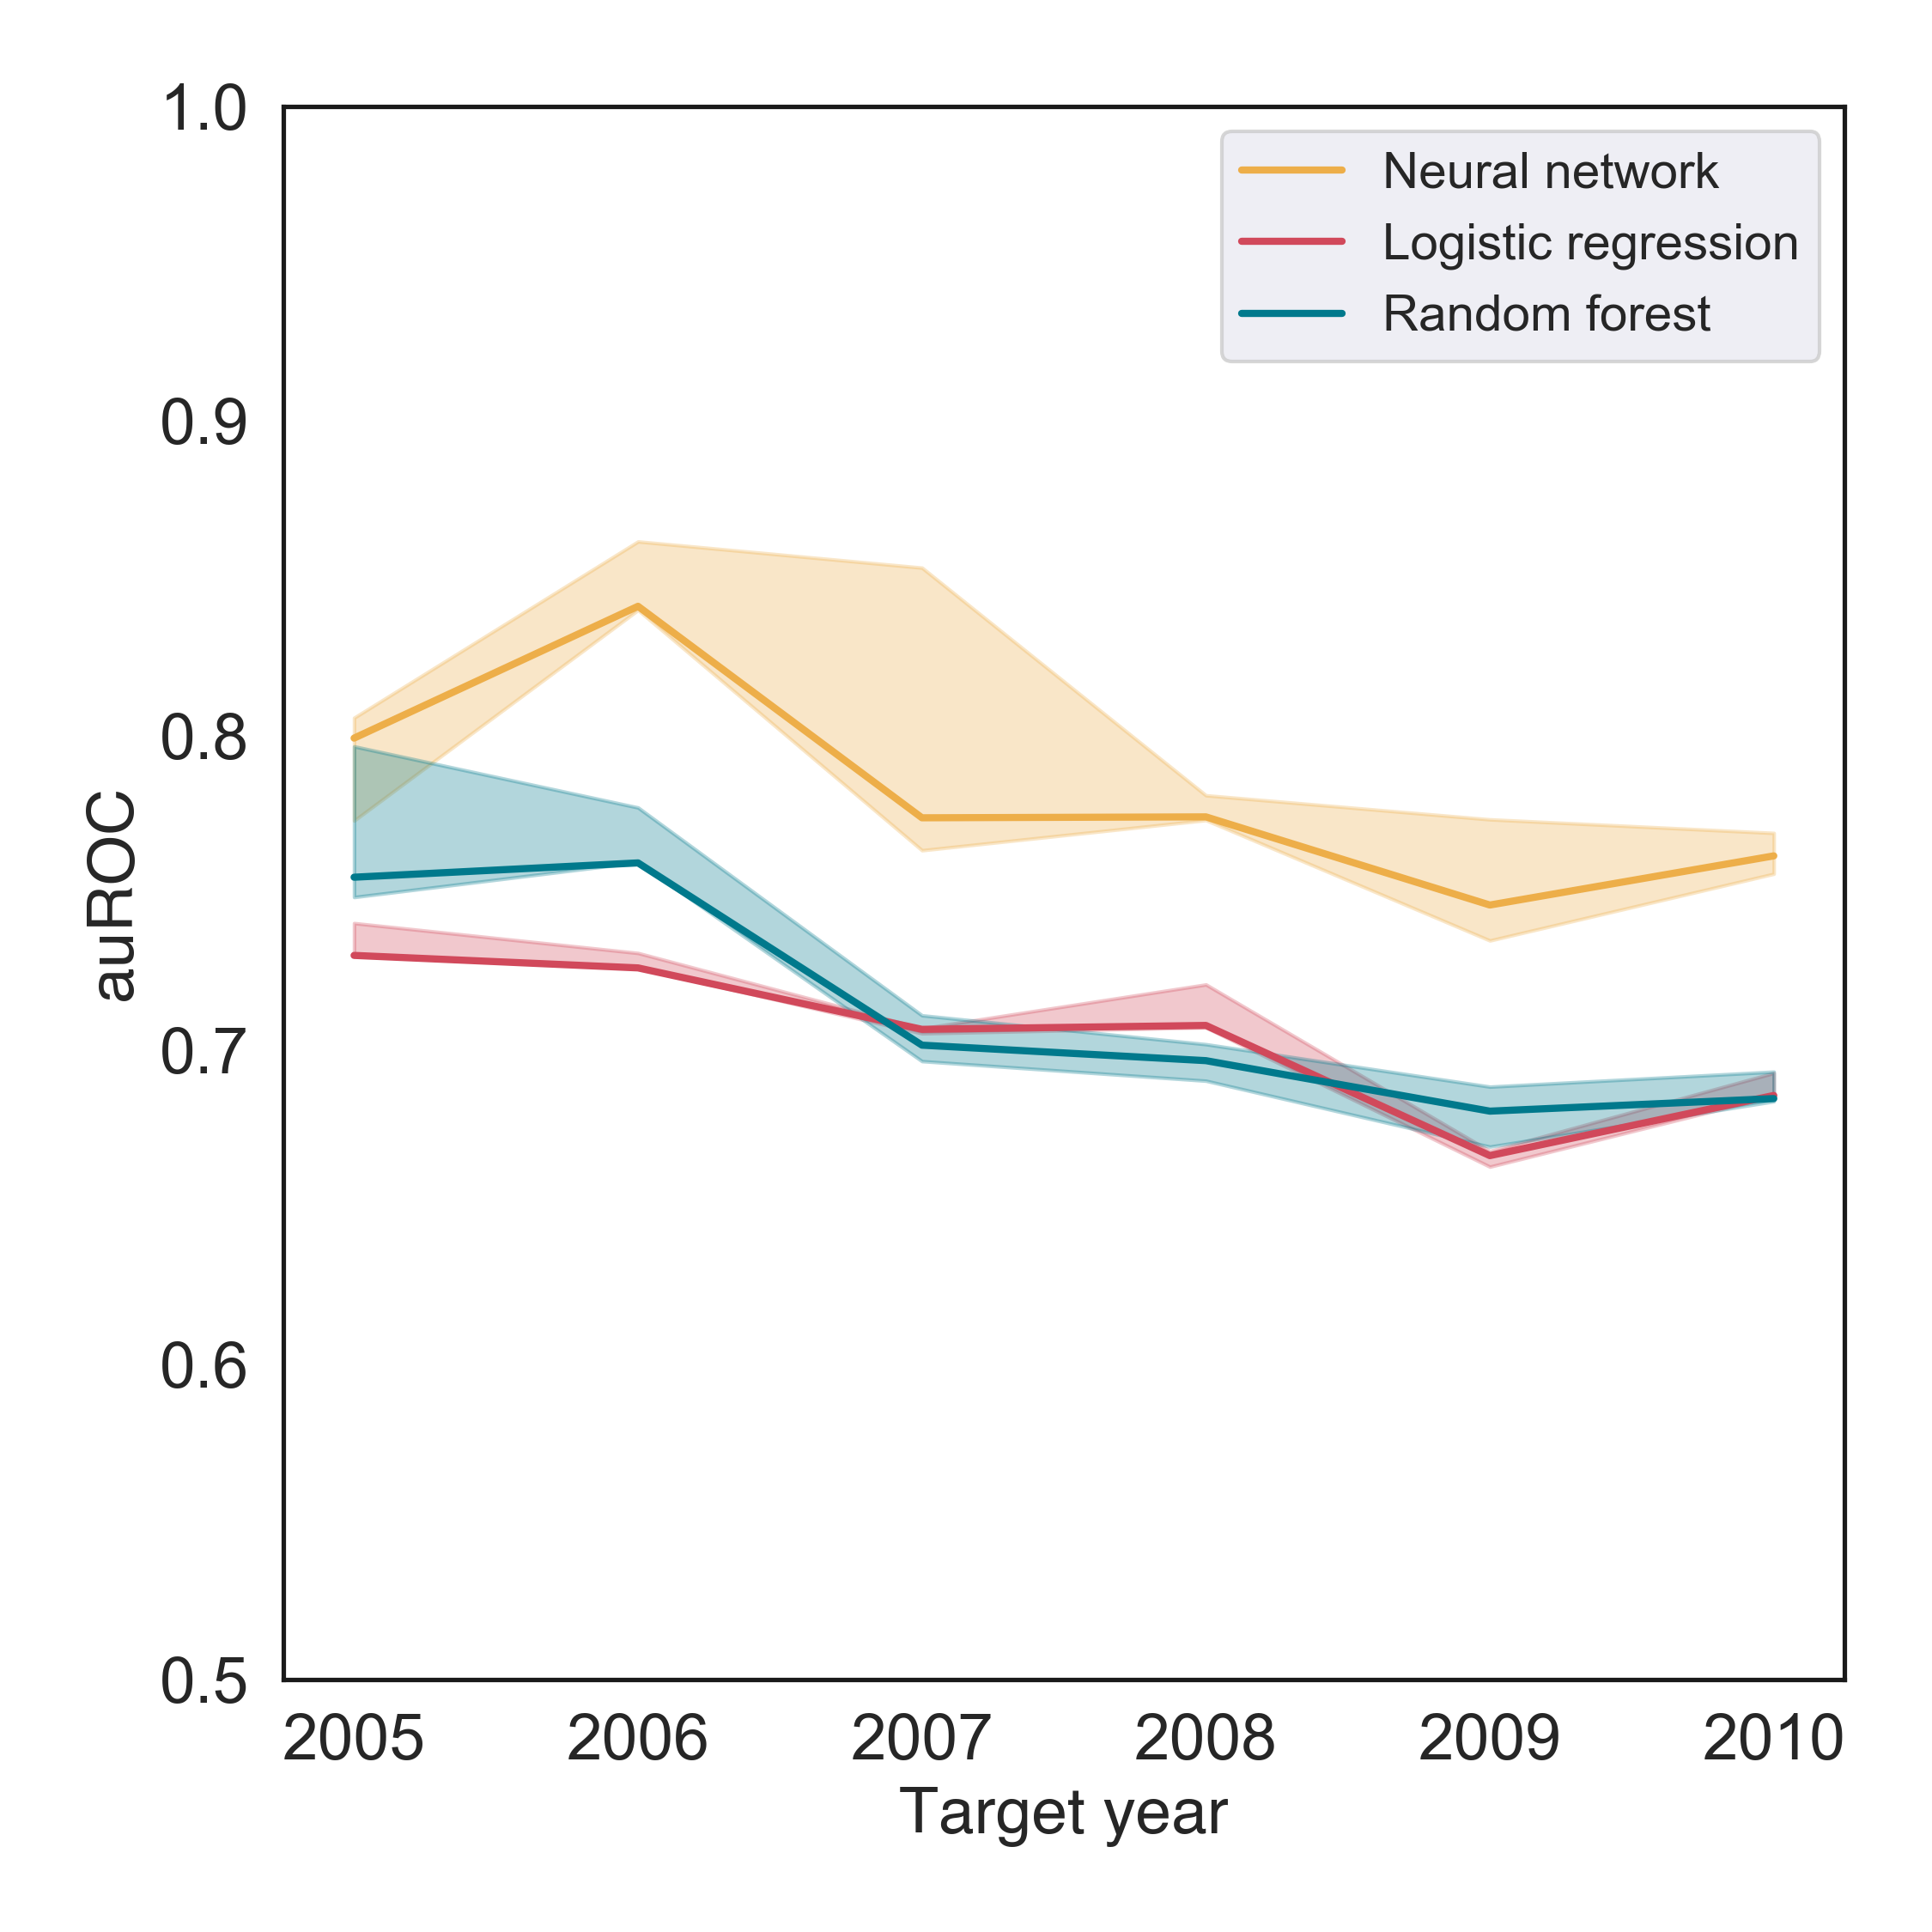 1.0
0.9
0.8
0.7
0.6
0.5
auROC
Neural network
Logistic regression
Random forest
2005 2006 2007 2008 2009 2010
Target year